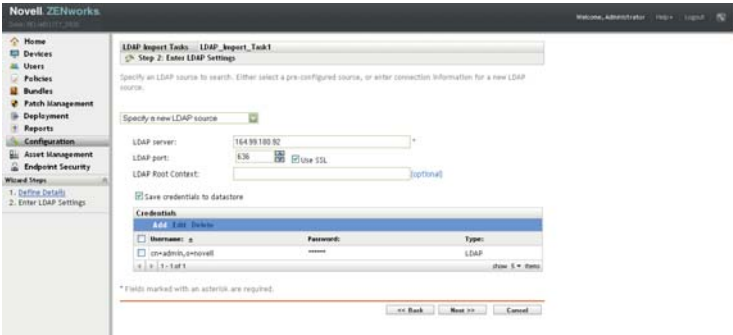 Novell. ZENworks.
Welcome, Administrator Help Logout
Home
Devices
Users
Policies
Bundles
Patch Management
Deployment
Reports
Configuration
Asset Management
Endpoint Security
Wizard Steps
1. Define Details
2. Enter LDAP Settings
LDAP Import Tasks LDAP_Import_Task1
Step 2: Enter LDAP Settings
Specify an LDAP source to search. Either select a pre-configured source, or enter connection information for a new LDAP
source.
Specify a new LDAP source
LDAP server: 164.99.180.92 *
LDAP port: 636 Use SSL
LDAP Root Context: (optional)
Save credentials to datastore
Credentials
Add Edit Delete
Username: Password: Type:
cn=admin,o=novell ****** LDAP
1 - 1 of 1 show 5 items
* Fields marked with an asterisk are required.
<< Back Next >> Cancel